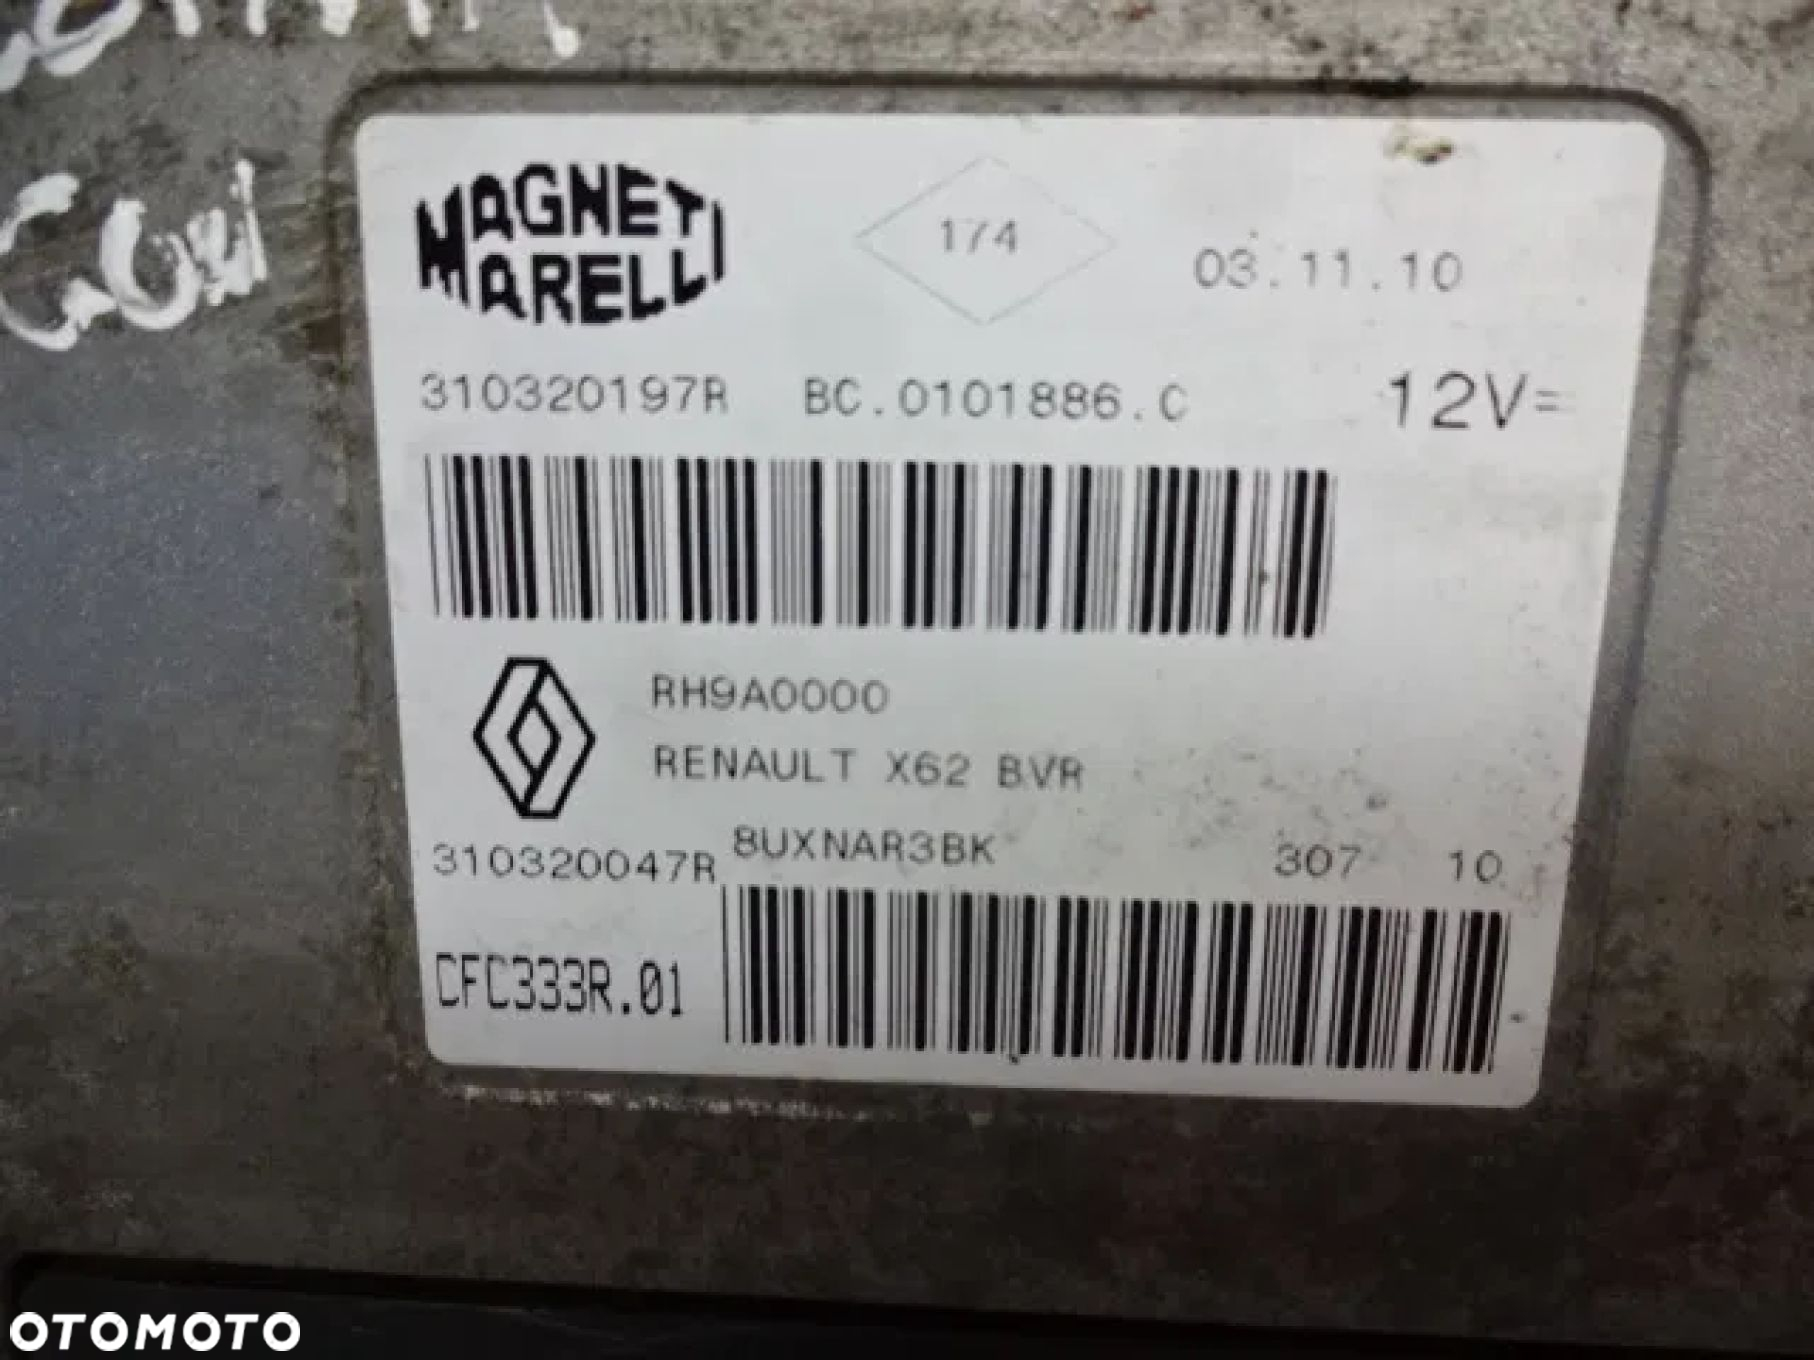 MAGNETI
MARELLI
174
03.11.10
310320197R BC.0101886.C 12V=
RH9A0000
RENAULT X62 BVR
310320047R 8UXNAR3BK 307 10
CFC333R.01
OTOMOTO